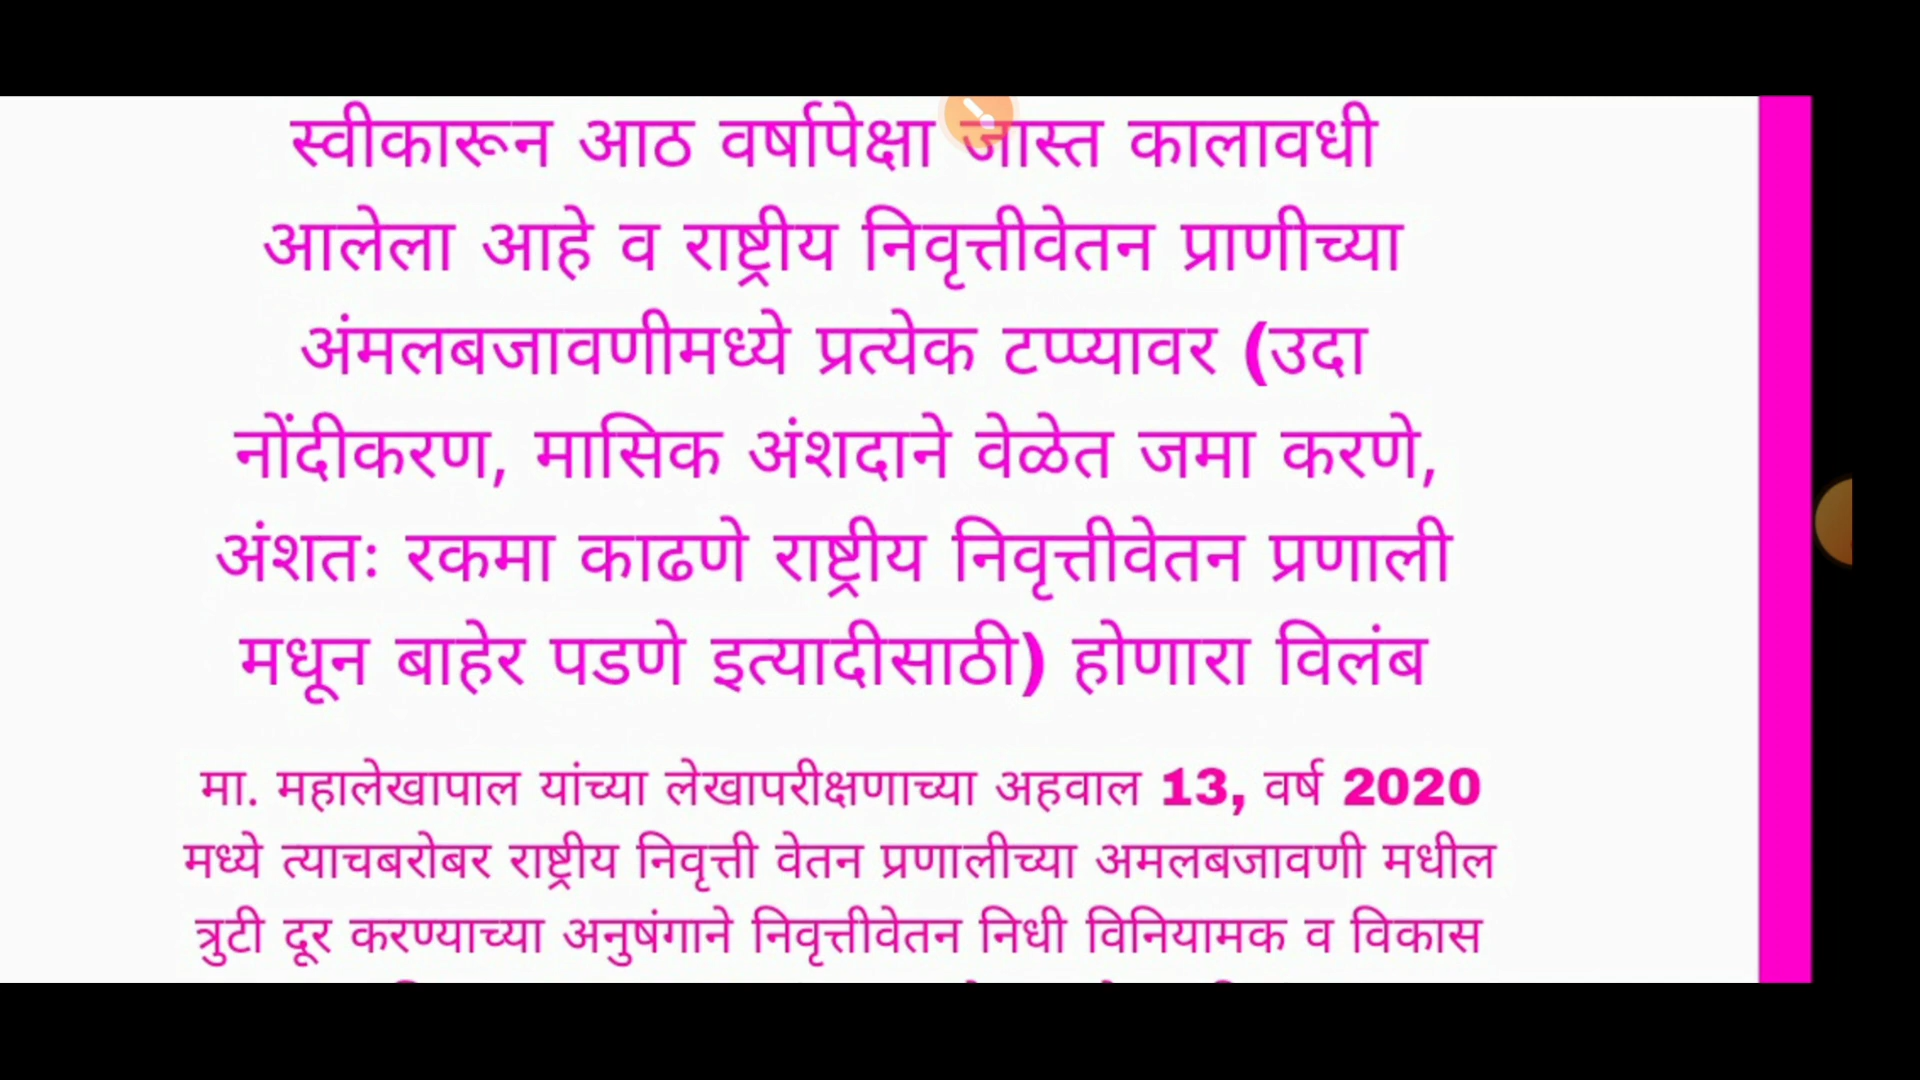 स्वीकारून आठ वर्षापेक्षा जास्त कालावधी
आलेला आहे व राष्ट्रीय निवृत्तीवेतन प्राणीच्या
अंमलबजावणीमध्ये प्रत्येक टप्प्यावर (उदा
नोंदीकरण, मासिक अंशदाने वेळेत जमा करणे,
अंशतः रकमा काढणे राष्ट्रीय निवृत्तीवेतन प्रणाली
मधून बाहेर पडणे इत्यादीसाठी) होणारा विलंब
मा. महालेखापाल यांच्या लेखापरीक्षणाच्या अहवाल 13, वर्ष 2020
मध्ये त्याचबरोबर राष्ट्रीय निवृत्ती वेतन प्रणालीच्या अमलबजावणी मधील
त्रुटी दूर करण्याच्या अनुषंगाने निवृत्तीवेतन निधी विनियामक व विकास